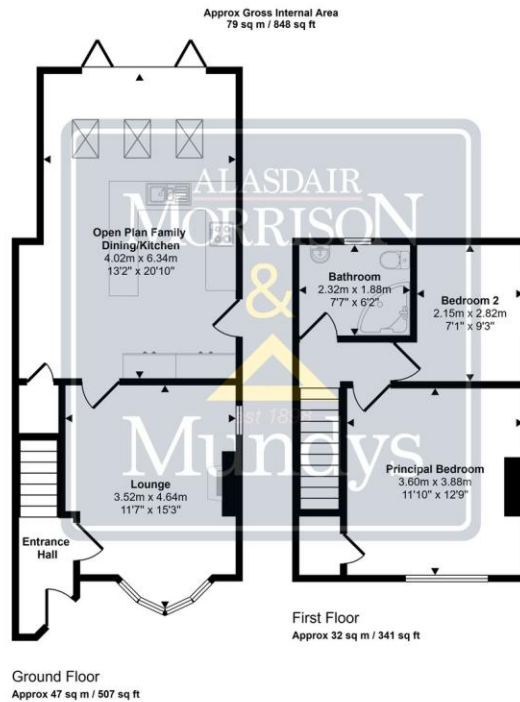 Approx Gross Internal Area
79 sq m / 848 sq ft
ALASDAIR
MORRISON
&
est 1898
Mundys
Open Plan Family
Dining/Kitchen
4.02m x 6.34m
13'2" x 20'10"
Bathroom
2.32m x 1.88m
7'7" x 6'2"
Bedroom 2
2.15m x 2.82m
7'1" x 9'3"
Lounge
3.52m x 4.64m
11'7" x 15'3"
Principal Bedroom
3.60m x 3.88m
11'10" x 12'9"
Entrance
Hall
First Floor
Approx 32 sq m / 341 sq ft
Ground Floor
Approx 47 sq m / 507 sq ft